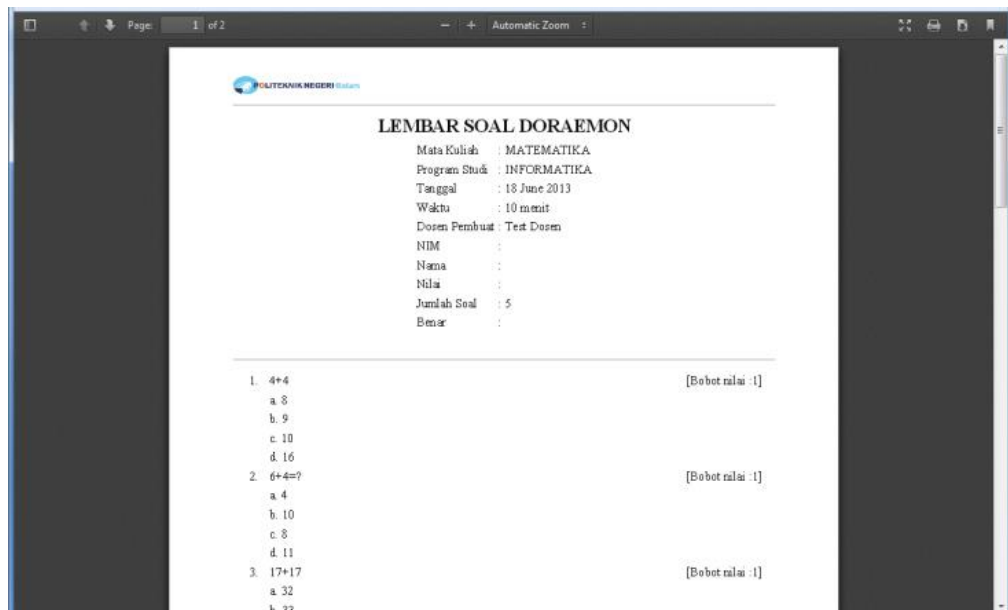 Page: 1 of 2 − + Automatic Zoom
POLITEKNIK NEGERI Batam
LEMBAR SOAL DORAEMON
Mata Kuliah : MATEMATIKA
Program Studi : INFORMATIKA
Tanggal : 18 June 2013
Waktu : 10 menit
Dosen Pembuat : Test Dosen
NIM :
Nama :
Nilai :
Jumlah Soal : 5
Benar :
1. 4+4 [Bobot nilai :1]
a. 8
b. 9
c. 10
d. 16
2. 6+4=? [Bobot nilai :1]
a. 4
b. 10
c. 8
d. 11
3. 17+17 [Bobot nilai :1]
a. 32
b. 33